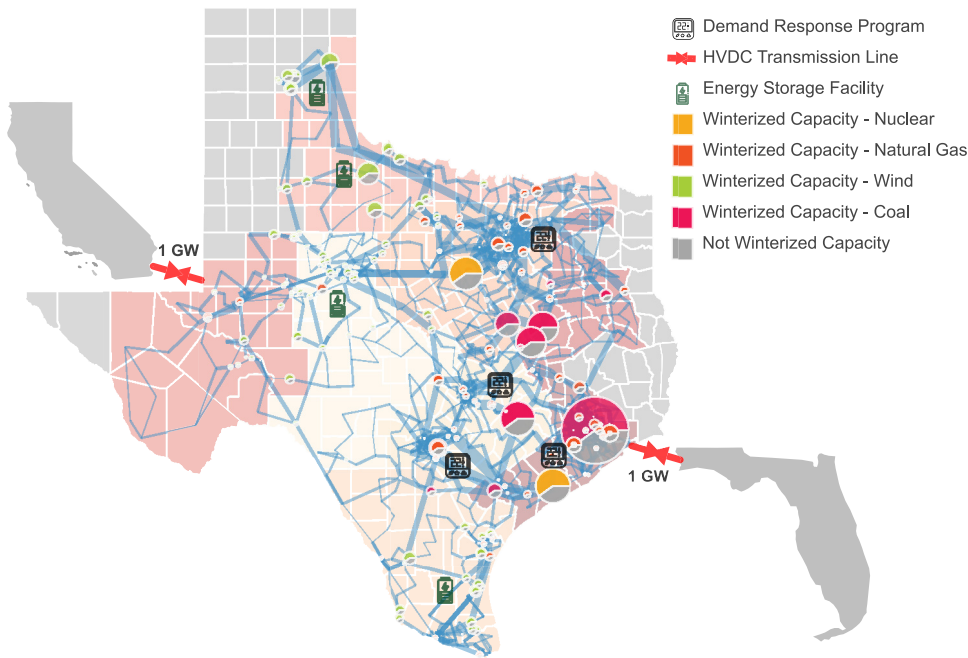 Demand Response Program
HVDC Transmission Line
Energy Storage Facility
Winterized Capacity - Nuclear
Winterized Capacity - Natural Gas
Winterized Capacity - Wind
Winterized Capacity - Coal
Not Winterized Capacity
1 GW
1 GW